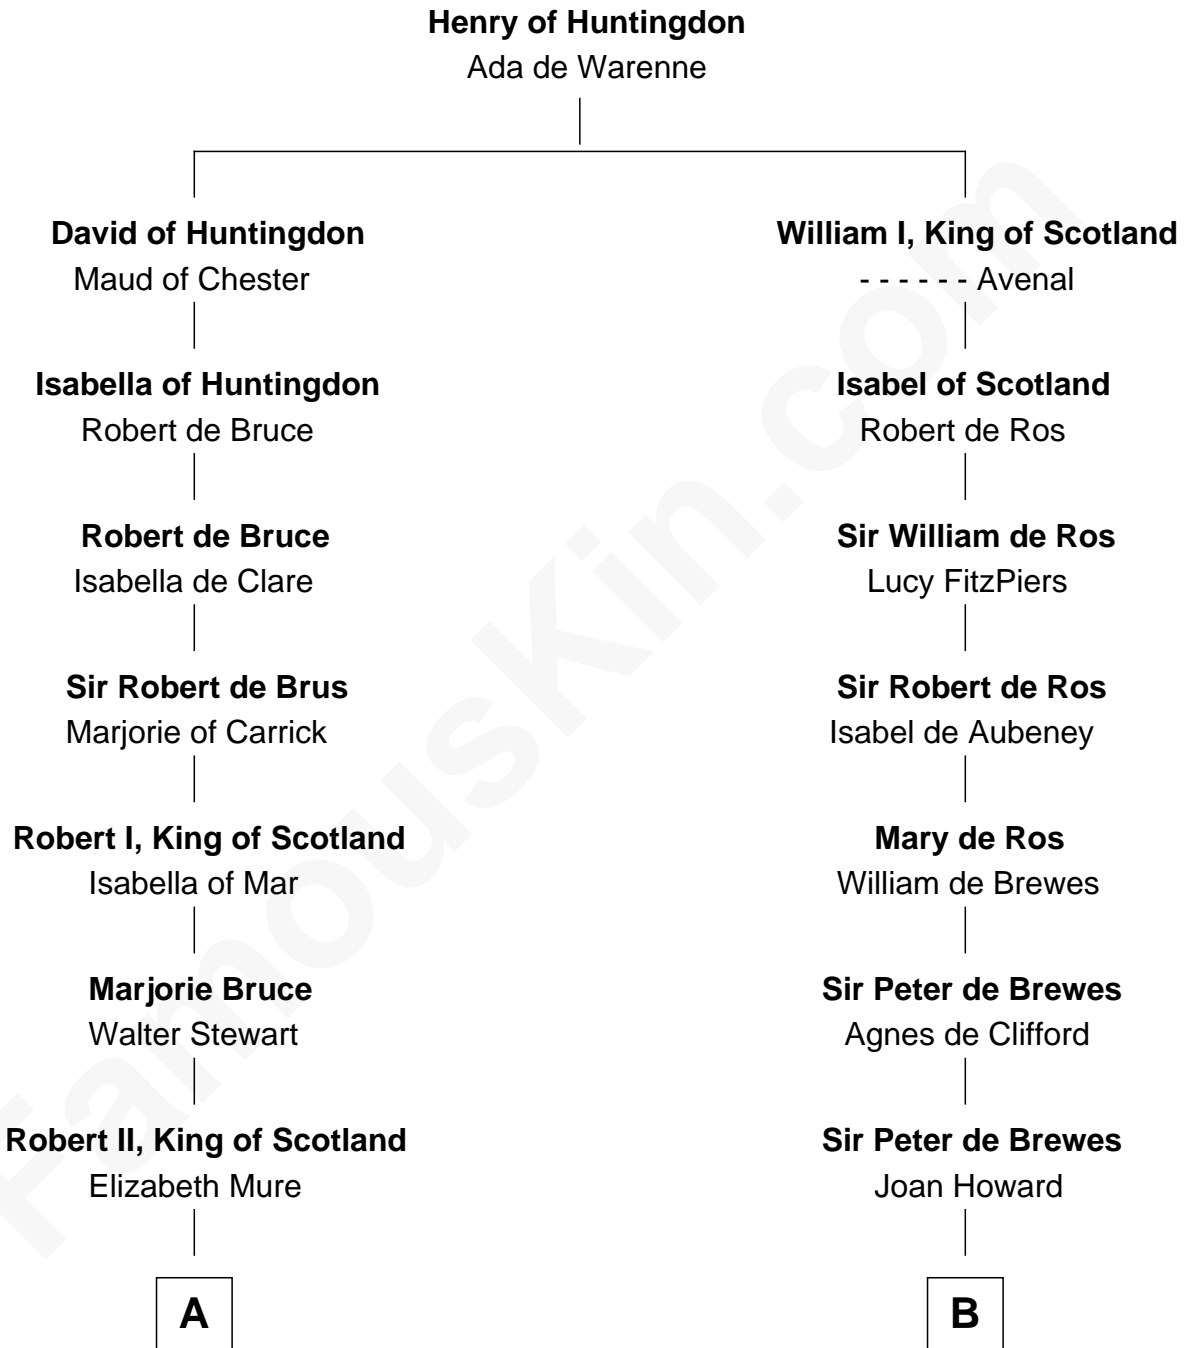 Henry of Huntingdon
Ada de Warenne
David of Huntingdon
Maud of Chester
William I, King of Scotland
- - - - - - Avenal
Isabella of Huntingdon
Robert de Bruce
Isabel of Scotland
Robert de Ros
Robert de Bruce
Isabella de Clare
Sir William de Ros
Lucy FitzPiers
Sir Robert de Brus
Marjorie of Carrick
Sir Robert de Ros
Isabel de Aubeney
Robert I, King of Scotland
Isabella of Mar
Mary de Ros
William de Brewes
Marjorie Bruce
Walter Stewart
Sir Peter de Brewes
Agnes de Clifford
Robert II, King of Scotland
Elizabeth Mure
Sir Peter de Brewes
Joan Howard
A
B
FamousKin.com